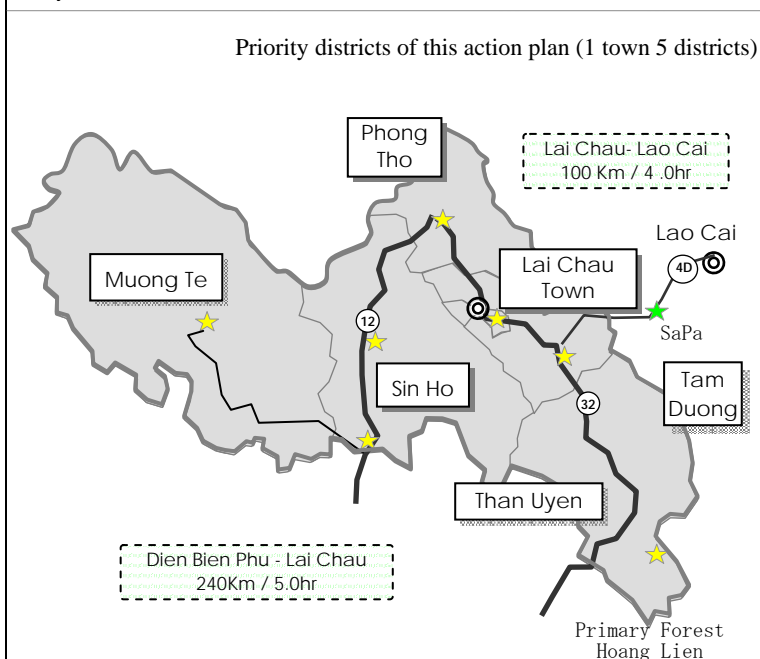 Priority districts of this action plan (1 town 5 districts)
Phong
Tho
Lai Chau- Lao Cai
100 Km / 4 .0hr
Lao Cai
4D
Muong Te
Lai Chau
Town
SaPa
12
Sin Ho
Tam
Duong
32
Than Uyen
Dien Bien Phu - Lai Chau
240Km / 5.0hr
Primary Forest
Hoang Lien